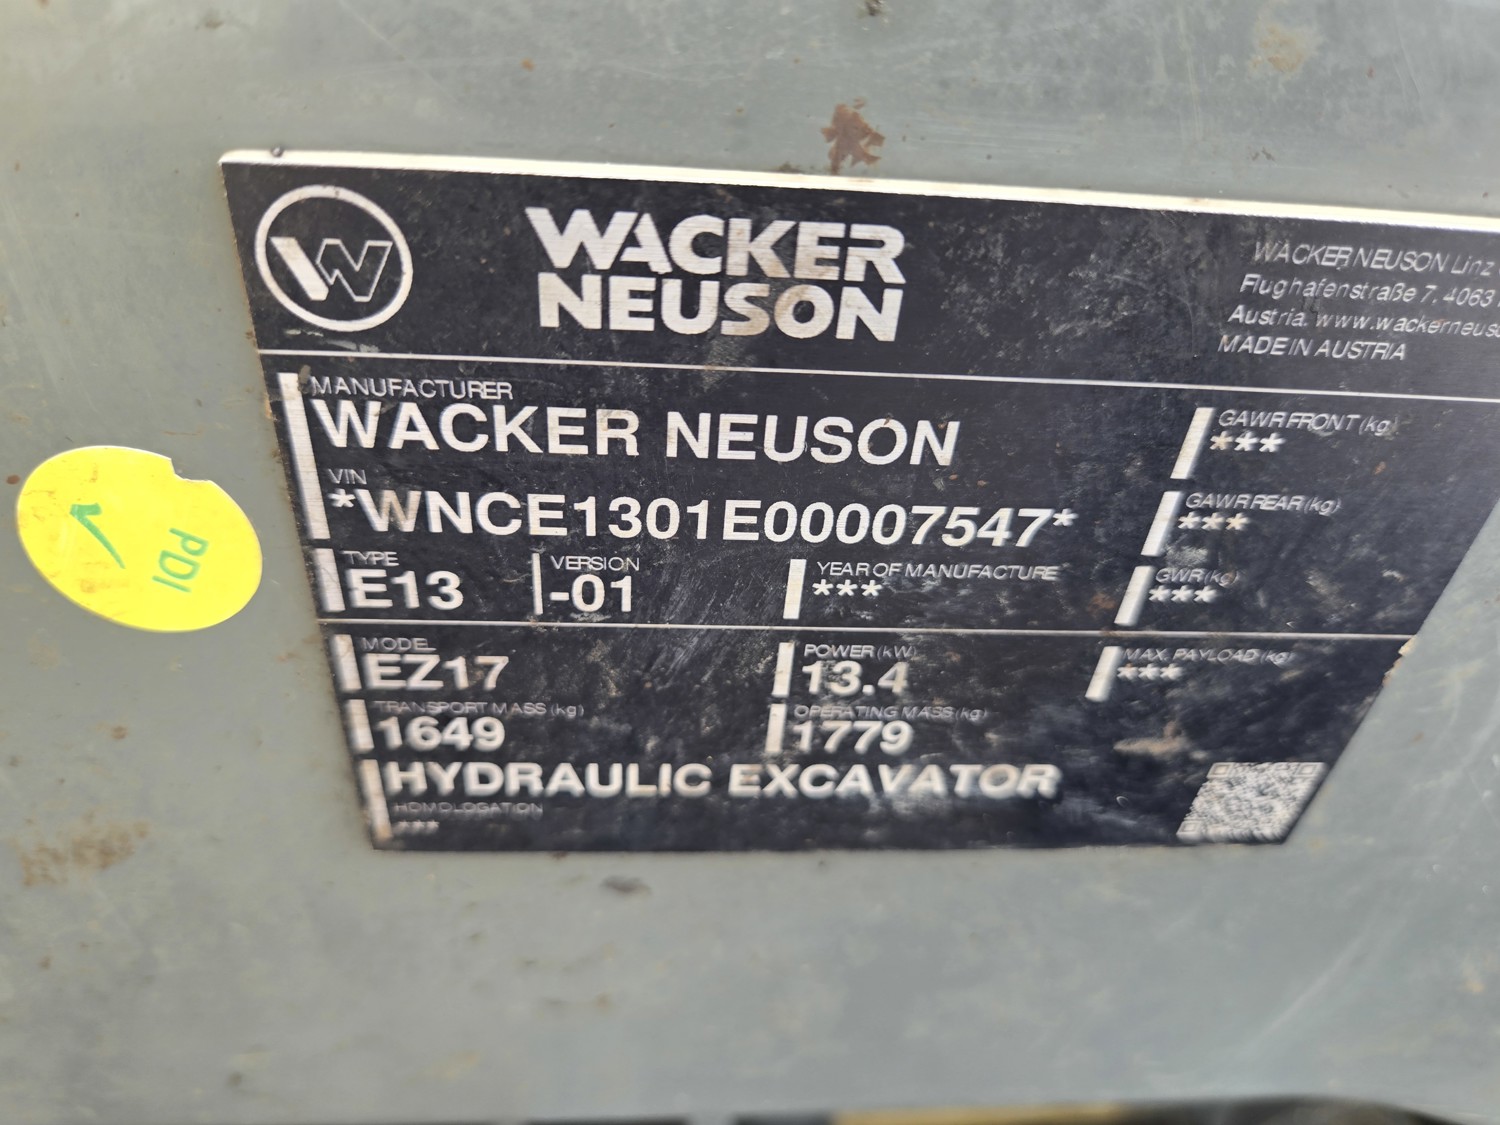 WACKER
NEUSON
WACKER NEUSON Linz
Flughafenstraße 7, 4063
Austria. www.wackerneuso
MADE IN AUSTRIA
MANUFACTURER
WACKER NEUSON
VIN
*WNCE1301E00007547*
TYPE
E13
VERSION
-01
YEAR OF MANUFACTURE
***
GAWR FRONT (kg)
***
GAWR REAR (kg)
***
GWR (kg)
***
MODEL
EZ17
POWER (kW)
13.4
MAX. PAYLOAD (kg)
***
TRANSPORT MASS (kg)
1649
OPERATING MASS (kg)
1779
HYDRAULIC EXCAVATOR
HOMOLOGATION
***
PDI